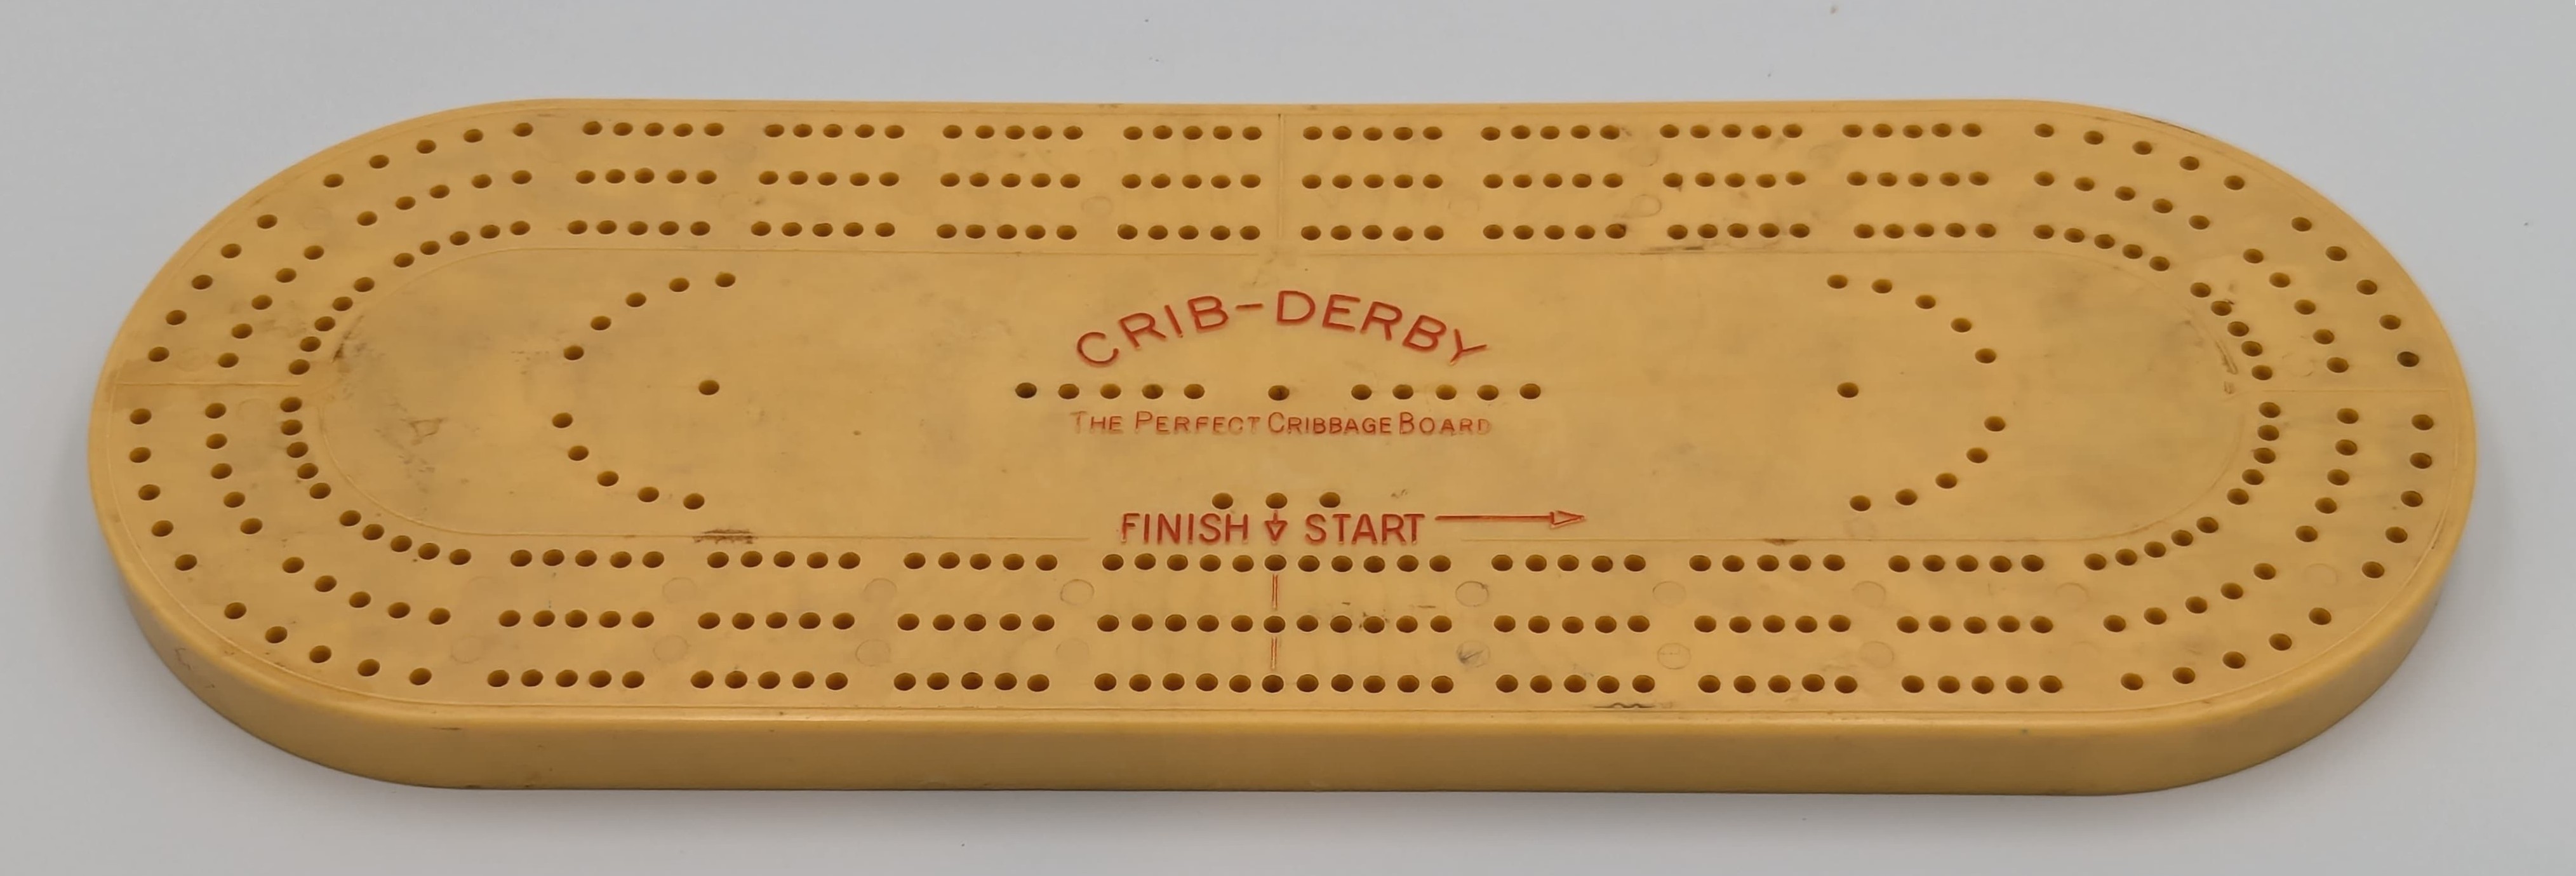 CRIB-DERBY
THE PERFECT CRIBBAGE BOARD
FINISH START